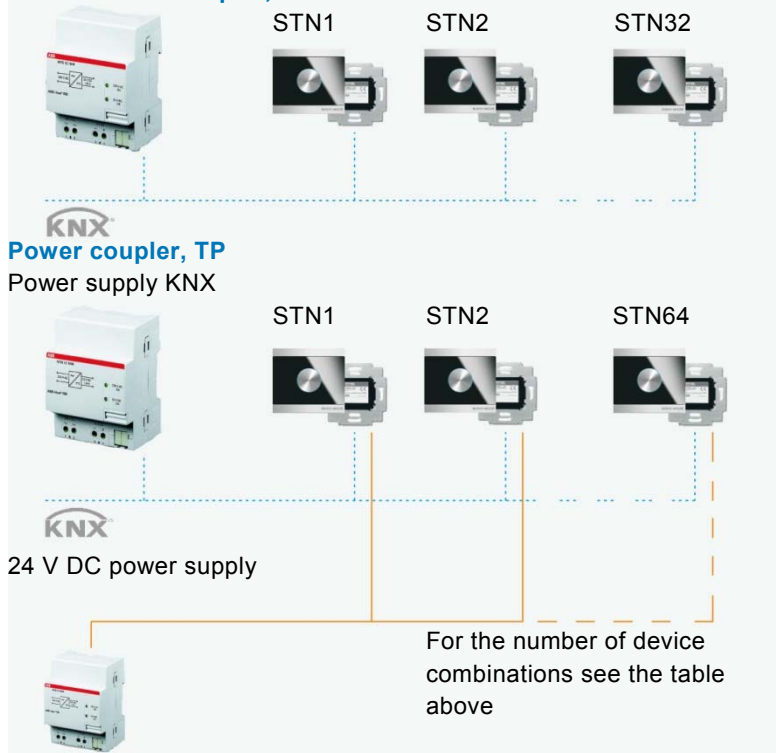 STN1 STN2 STN32
KNX
Power coupler, TP
Power supply KNX
STN1 STN2 STN64
KNX
24 V DC power supply
For the number of device
combinations see the table
above